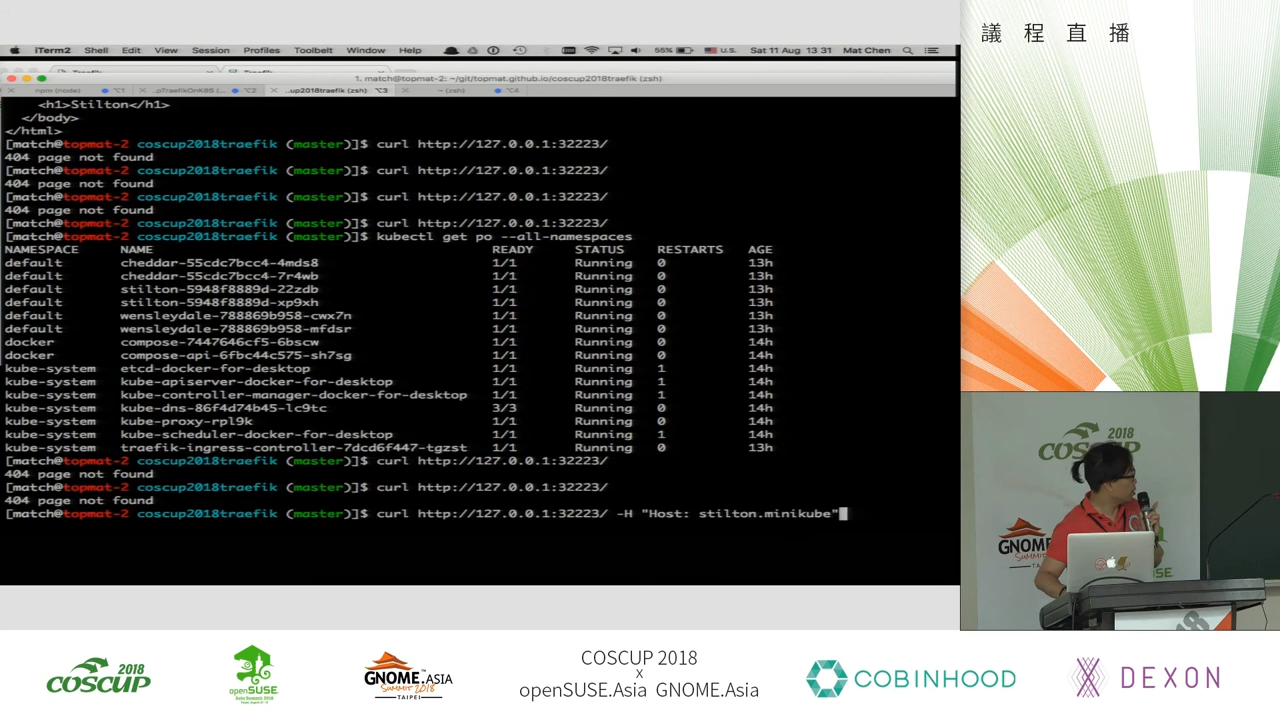 議 程 直 播
iTerm2 Shell Edit View Session Profiles Toolbelt Window Help 55% U.S. Sat 11 Aug 13 31 Mat Chen
1. match@topmat-2: ~/git/topmat.github.io/coscup2018traefik (zsh)
npm (node) ⌥1 ..pTraefikOnK8S (... ⌥2 ..up2018traefik (zsh) ⌥3 ~ (zsh) ⌥4
<h1>Stilton</h1>
</body>
</html>
[match@topmat-2 coscup2018traefik (master)]$ curl http://127.0.0.1:32223/
404 page not found
[match@topmat-2 coscup2018traefik (master)]$ curl http://127.0.0.1:32223/
404 page not found
[match@topmat-2 coscup2018traefik (master)]$ curl http://127.0.0.1:32223/
404 page not found
[match@topmat-2 coscup2018traefik (master)]$ curl http://127.0.0.1:32223/
[match@topmat-2 coscup2018traefik (master)]$ kubectl get po --all-namespaces
NAMESPACE NAME READY STATUS RESTARTS AGE
default cheddar-55cdc7bcc4-4mds8 1/1 Running 0 13h
default cheddar-55cdc7bcc4-7r4wb 1/1 Running 0 13h
default stilton-5948f8889d-22zdb 1/1 Running 0 13h
default stilton-5948f8889d-xp9xh 1/1 Running 0 13h
default wensleydale-788869b958-cwx7n 1/1 Running 0 13h
default wensleydale-788869b958-mfdsr 1/1 Running 0 13h
docker compose-7447646cf5-6bscw 1/1 Running 0 14h
docker compose-api-6fbc44c575-sh7sg 1/1 Running 0 14h
kube-system etcd-docker-for-desktop 1/1 Running 1 14h
kube-system kube-apiserver-docker-for-desktop 1/1 Running 1 14h
kube-system kube-controller-manager-docker-for-desktop 1/1 Running 1 14h
kube-system kube-dns-86f4d74b45-lc9tc 3/3 Running 0 14h
kube-system kube-proxy-rpl9k 1/1 Running 0 14h
kube-system kube-scheduler-docker-for-desktop 1/1 Running 1 14h
kube-system traefik-ingress-controller-7dcd6f447-tgzst 1/1 Running 0 13h
[match@topmat-2 coscup2018traefik (master)]$ curl http://127.0.0.1:32223/
404 page not found
[match@topmat-2 coscup2018traefik (master)]$ curl http://127.0.0.1:32223/
404 page not found
[match@topmat-2 coscup2018traefik (master)]$ curl http://127.0.0.1:32223/ -H "Host: stilton.minikube"
2018
COSCUP
GNOME
2018
COSCUP
openSUSE
GNOME.ASIA
SUMMIT 2018
TAIPEI
COSCUP 2018
x
openSUSE.Asia GNOME.Asia
COBINHOOD
DEXON